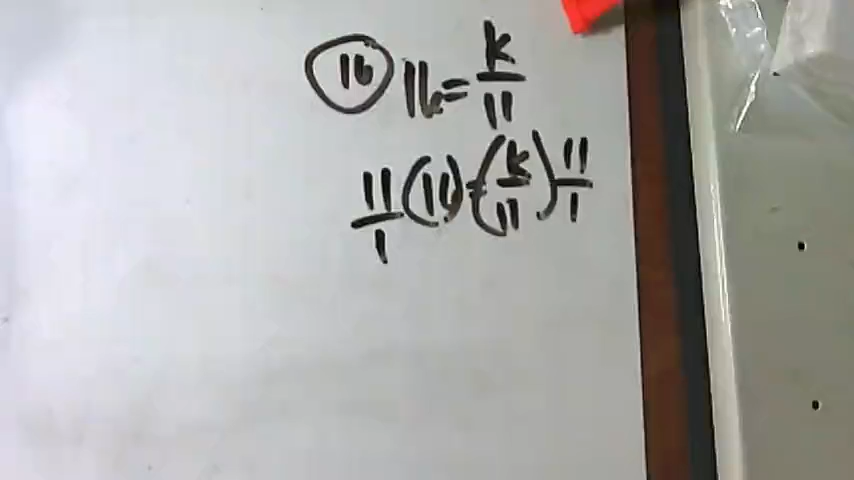 16 16 = k/11
11/1 (16) = (k/11) 11/1